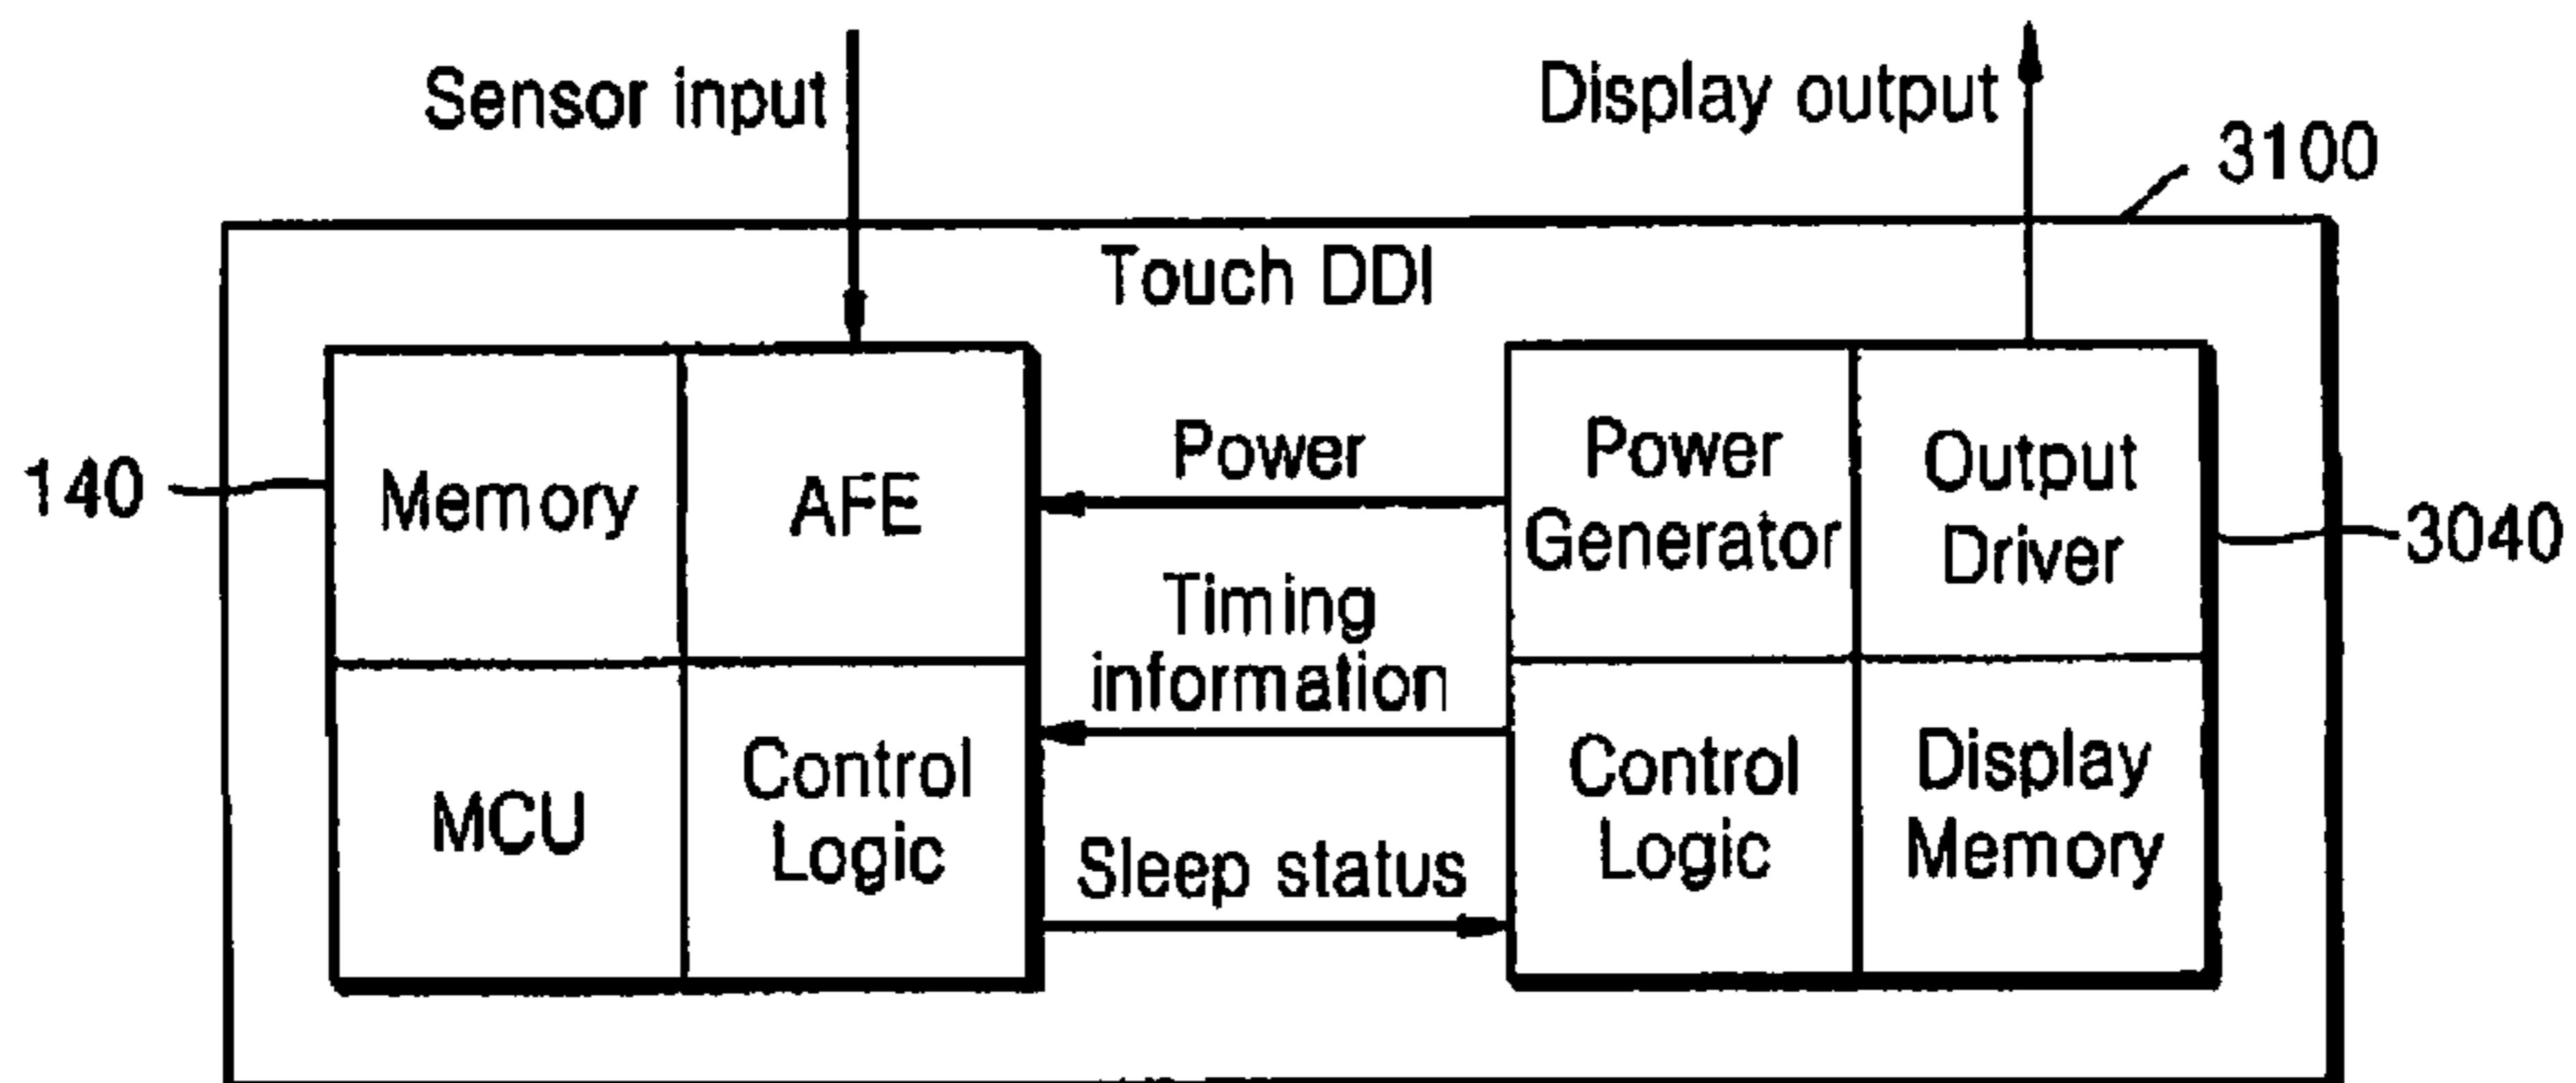 Sensor input
Display output
3100
Touch DDI
140
Memory
AFE
Power
Power
Generator
Output
Driver
3040
Timing
information
MCU
Control
Logic
Control
Logic
Display
Memory
Sleep status